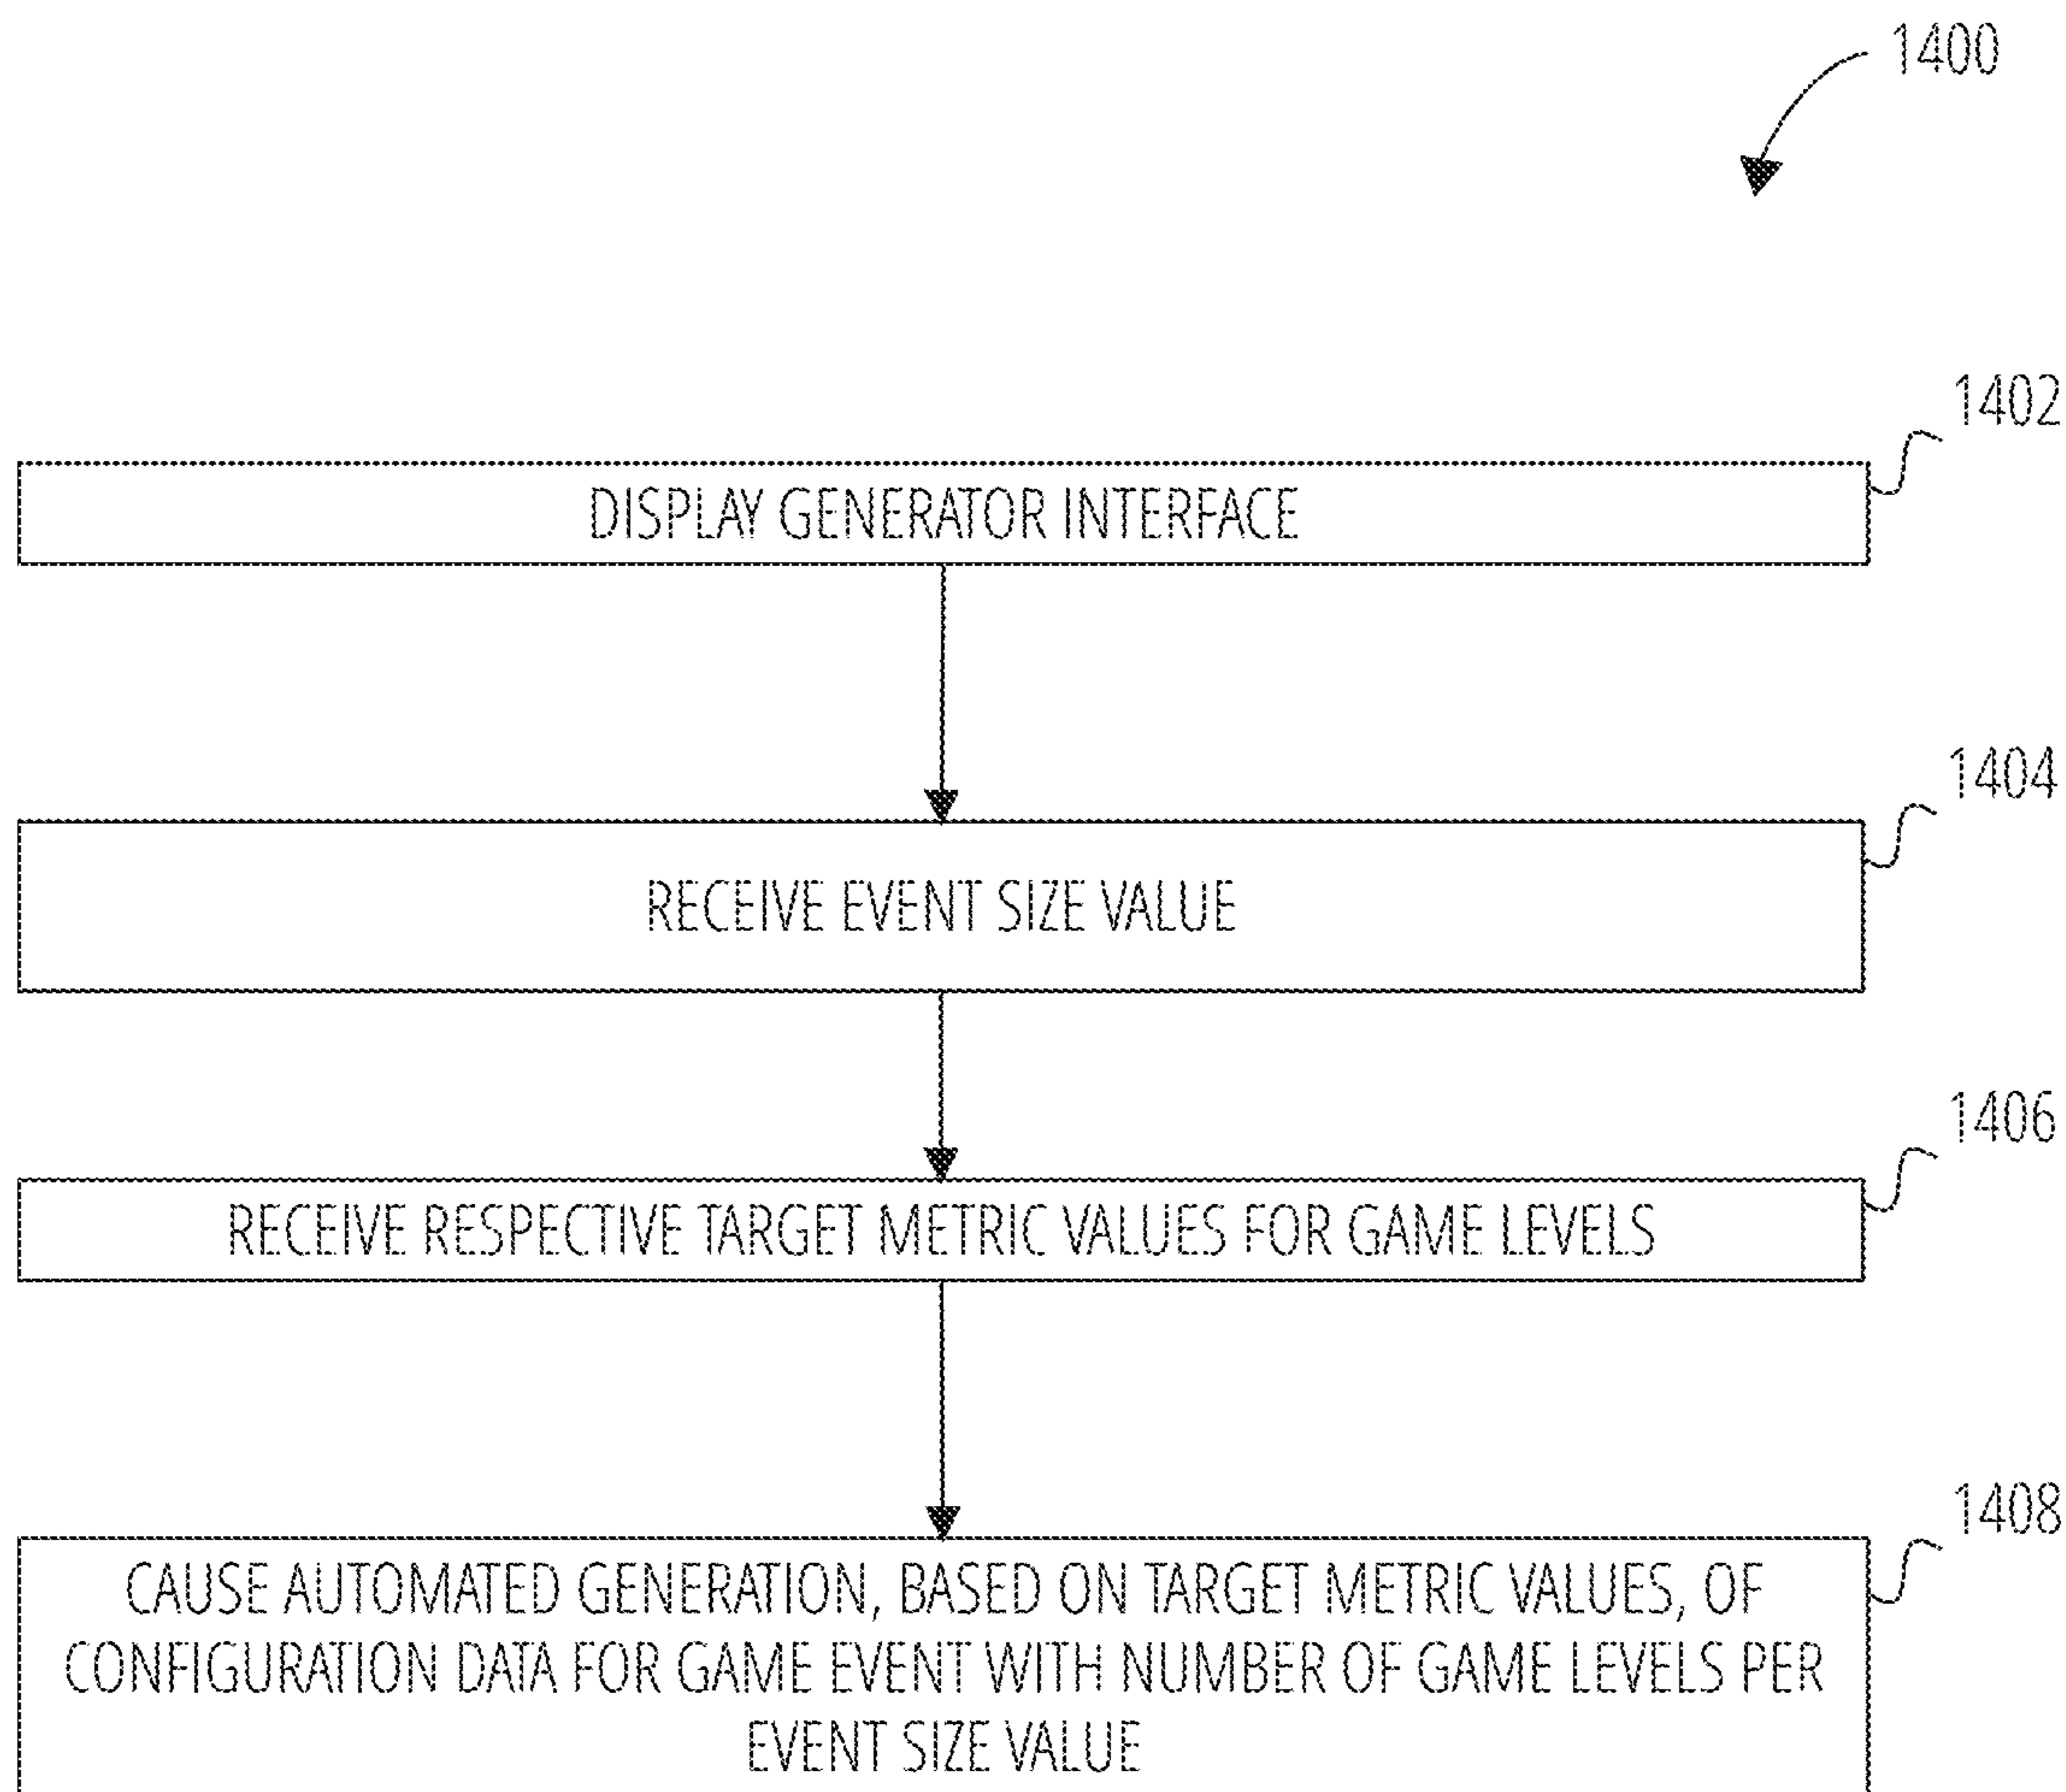 1400
1402
DISPLAY GENERATOR INTERFACE
1404
RECEIVE EVENT SIZE VALUE
1406
RECEIVE RESPECTIVE TARGET METRIC VALUES FOR GAME LEVELS
1408
CAUSE AUTOMATED GENERATION, BASED ON TARGET METRIC VALUES, OF
CONFIGURATION DATA FOR GAME EVENT WITH NUMBER OF GAME LEVELS PER
EVENT SIZE VALUE